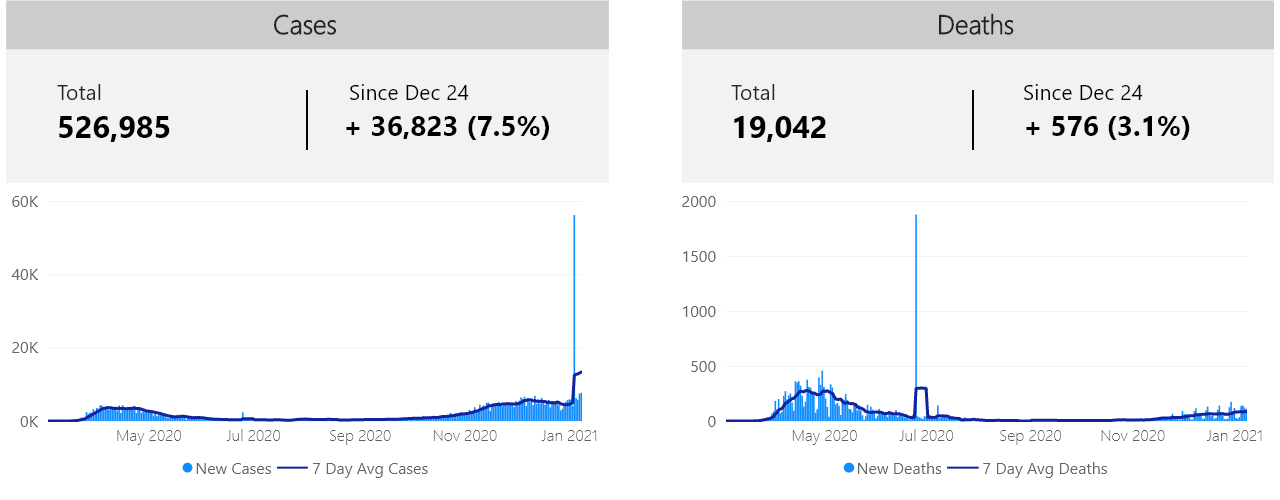 Cases
Total
526,985
Since Dec 24
+ 36,823 (7.5%)
60K
40K
20K
0K
May 2020
Jul 2020
Sep 2020
Nov 2020
Jan 2021
New Cases
7 Day Avg Cases
Deaths
Total
19,042
Since Dec 24
+ 576 (3.1%)
2000
1500
1000
500
0
May 2020
Jul 2020
Sep 2020
Nov 2020
Jan 2021
New Deaths
7 Day Avg Deaths